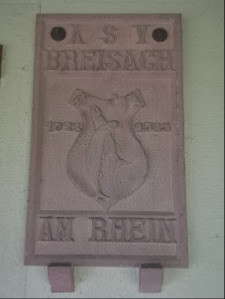 A S V
BREISACH
AM RHEIN